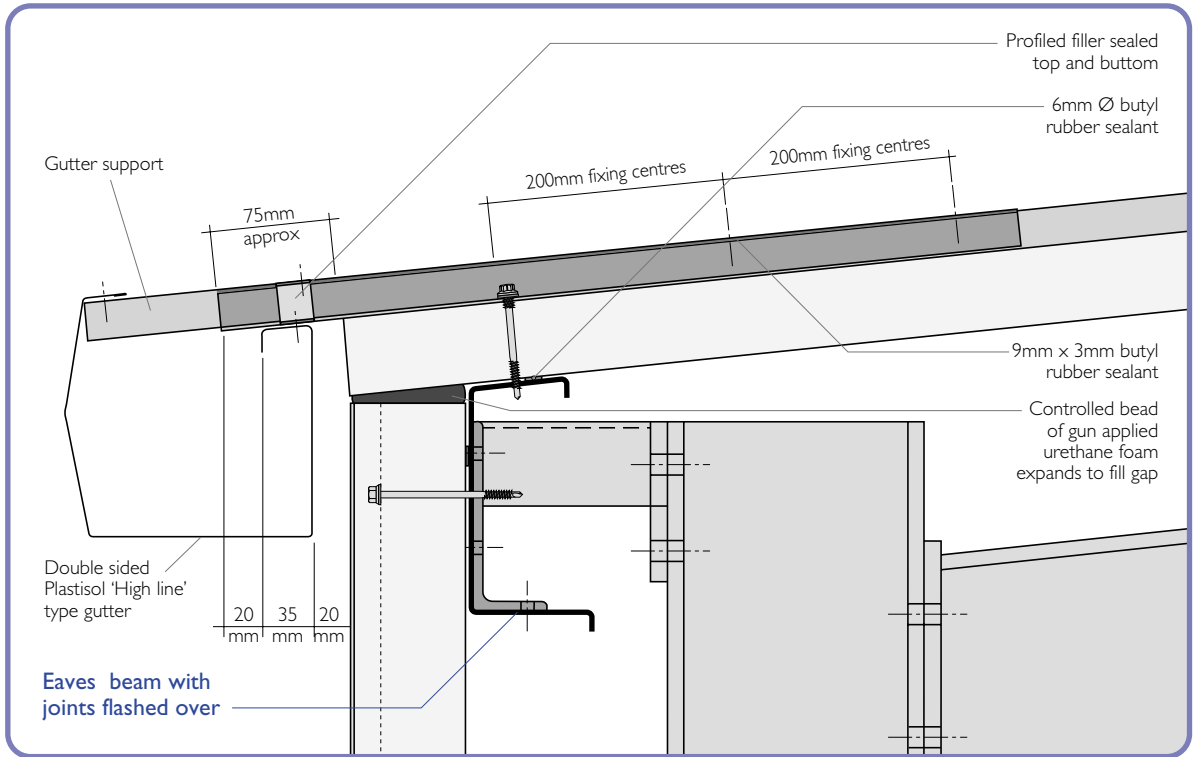 Profiled filler sealed
top and buttom
6mm Ø butyl
rubber sealant
200mm fixing centres
200mm fixing centres
Gutter support
75mm
approx
9mm x 3mm butyl
rubber sealant
Controlled bead
of gun applied
urethane foam
expands to fill gap
Double sided
Plastisol ‘High line’
type gutter
20 35 20
mm mm mm
Eaves beam with
joints flashed over